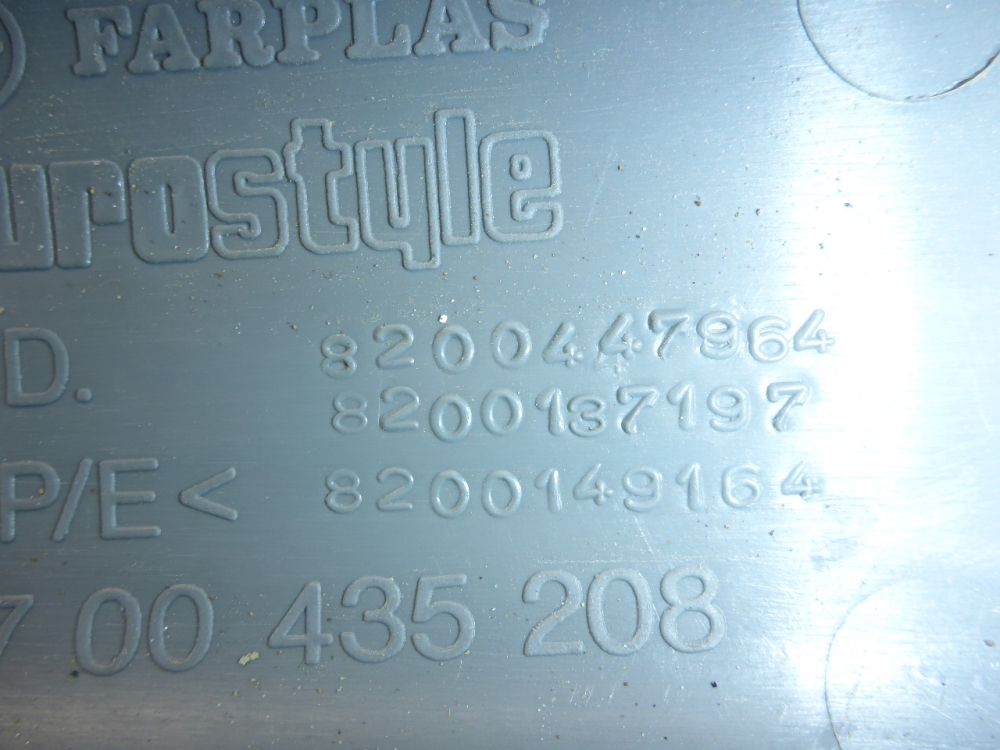 FARPLAS
urostyle
D. 8200447964
8200137197
P/E< 8200149164
7 00 435 208